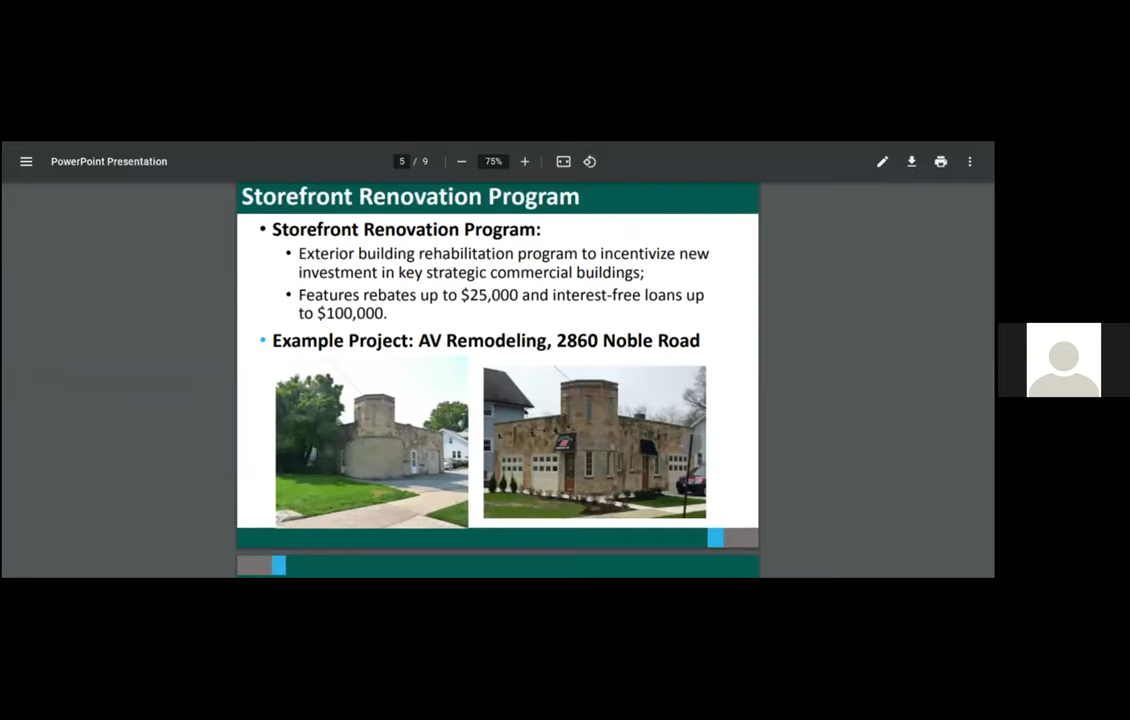 PowerPoint Presentation
5 / 9
75%
Storefront Renovation Program
• Storefront Renovation Program:
• Exterior building rehabilitation program to incentivize new
investment in key strategic commercial buildings;
• Features rebates up to $25,000 and interest-free loans up
to $100,000.
• Example Project: AV Remodeling, 2860 Noble Road